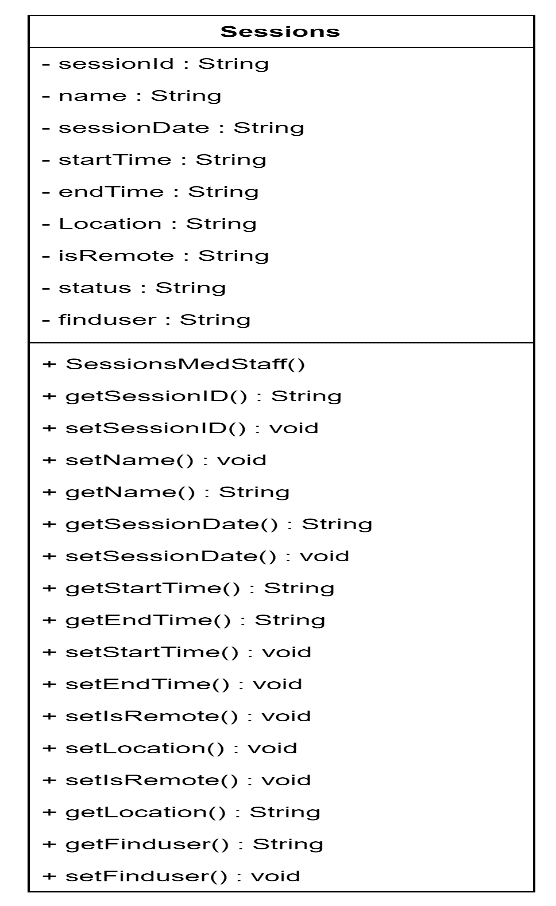 Sessions
- sessionId : String
- name : String
- sessionDate : String
- startTime : String
- endTime : String
- Location : String
- isRemote : String
- status : String
- finduser : String
+ SessionsMedStaff()
+ getSessionID() : String
+ setSessionID() : void
+ setName() : void
+ getName() : String
+ getSessionDate() : String
+ setSessionDate() : void
+ getStartTime() : String
+ getEndTime() : String
+ setStartTime() : void
+ setEndTime() : void
+ setIsRemote() : void
+ setLocation() : void
+ setIsRemote() : void
+ getLocation() : String
+ getFinduser() : String
+ setFinduser() : void